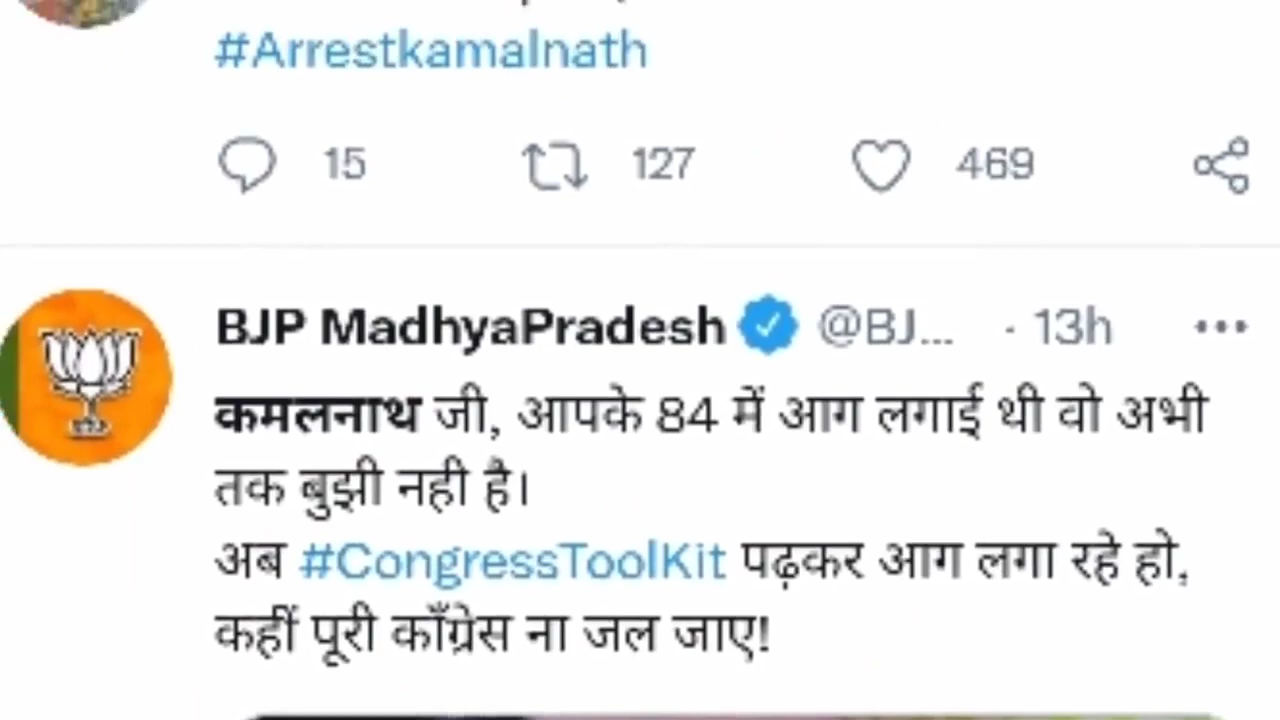 #Arrestkamalnath
15 127 469
BJP MadhyaPradesh @BJ... · 13h
कमलनाथ जी, आपके 84 में आग लगाई थी वो अभी
तक बुझी नही है।
अब #CongressToolKit पढ़कर आग लगा रहे हो,
कहीं पूरी काँग्रेस ना जल जाए!